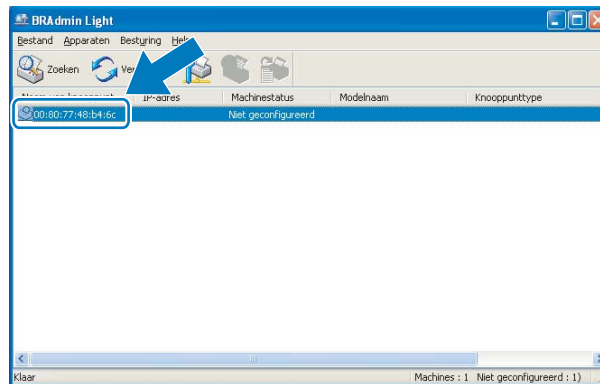 BRAdmin Light
Bestand Apparaten Besturing
Zoeken
IP-adres Machinestatus Modelnaam Knooppunttype
00:80:77:48:b4:6c Niet geconfigureerd
Klaar Machines : 1 Niet geconfigureerd : 1)